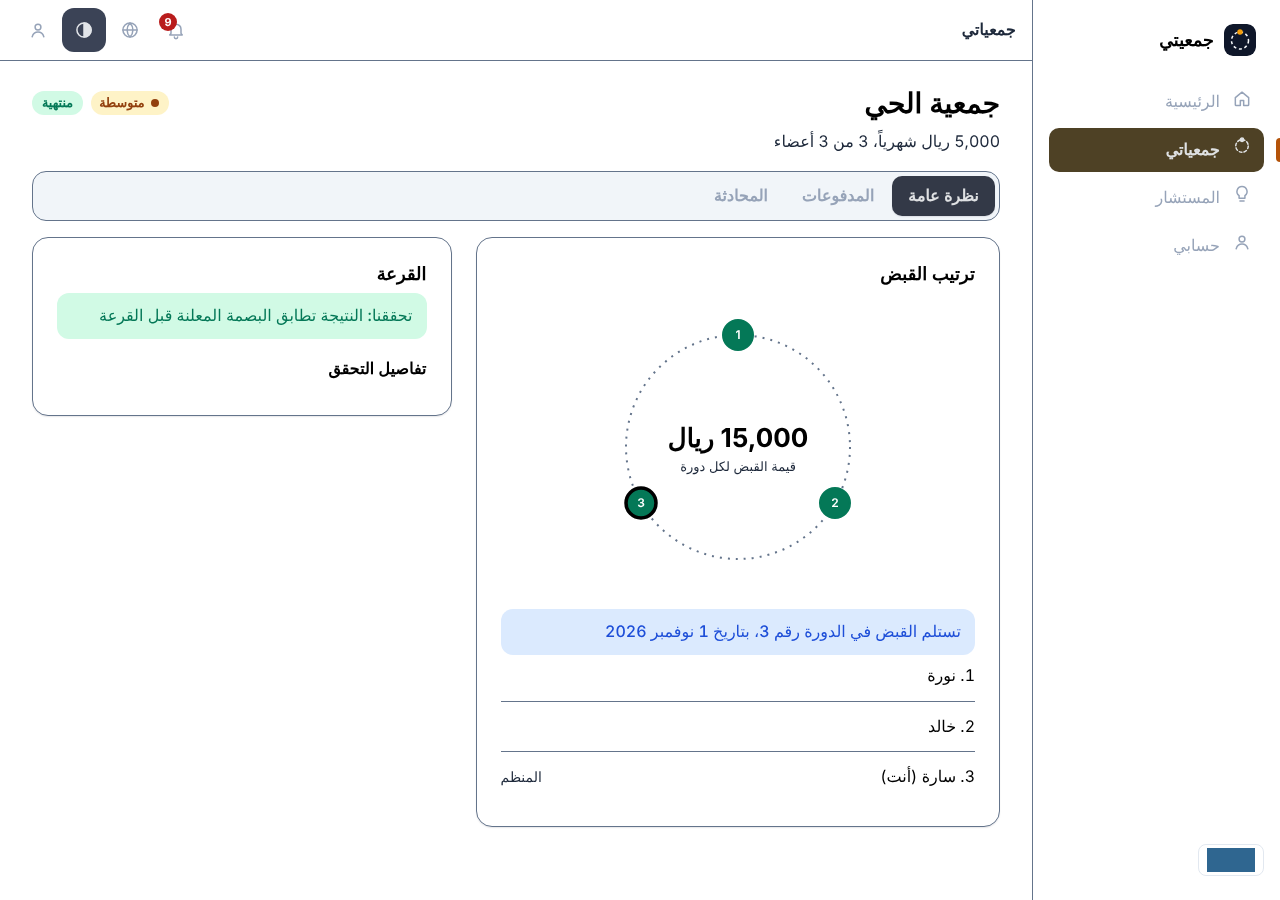 جمعيتي
الرئيسية
جمعياتي
المستشار
حسابي
جمعياتي
9
جمعية الحي
متوسطة
منتهية
5,000 ريال شهرياً، 3 من 3 أعضاء
نظرة عامة
المدفوعات
المحادثة
ترتيب القبض
1
15,000 ريال
قيمة القبض لكل دورة
2
3
تستلم القبض في الدورة رقم 3، بتاريخ 1 نوفمبر 2026
1. نورة
2. خالد
3. سارة (أنت)
المنظم
القرعة
تحققنا: النتيجة تطابق البصمة المعلنة قبل القرعة
تفاصيل التحقق